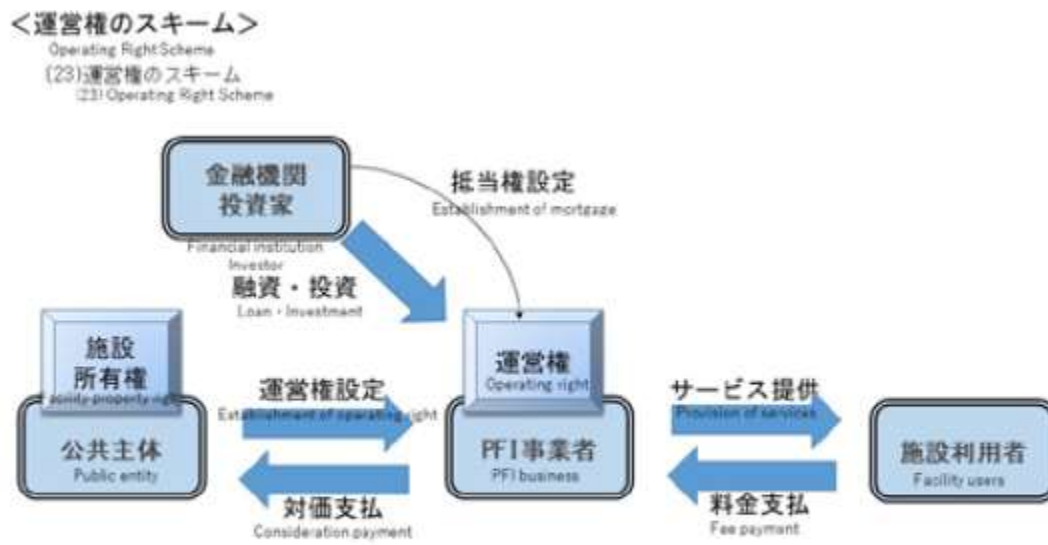 <運営権のスキーム>
Operating Right Scheme
(23)運営権のスキーム
(23) Operating Right Scheme
金融機関
投資家
Financial institution
Investor
抵当権設定
Establishment of mortgage
融資・投資
Loan・Investment
施設
所有権
Facility property right
公共主体
Public entity
運営権設定
Establishment of operating right
対価支払
Consideration payment
運営権
Operating right
PFI事業者
PFI business
サービス提供
Provision of services
料金支払
Fee payment
施設利用者
Facility users